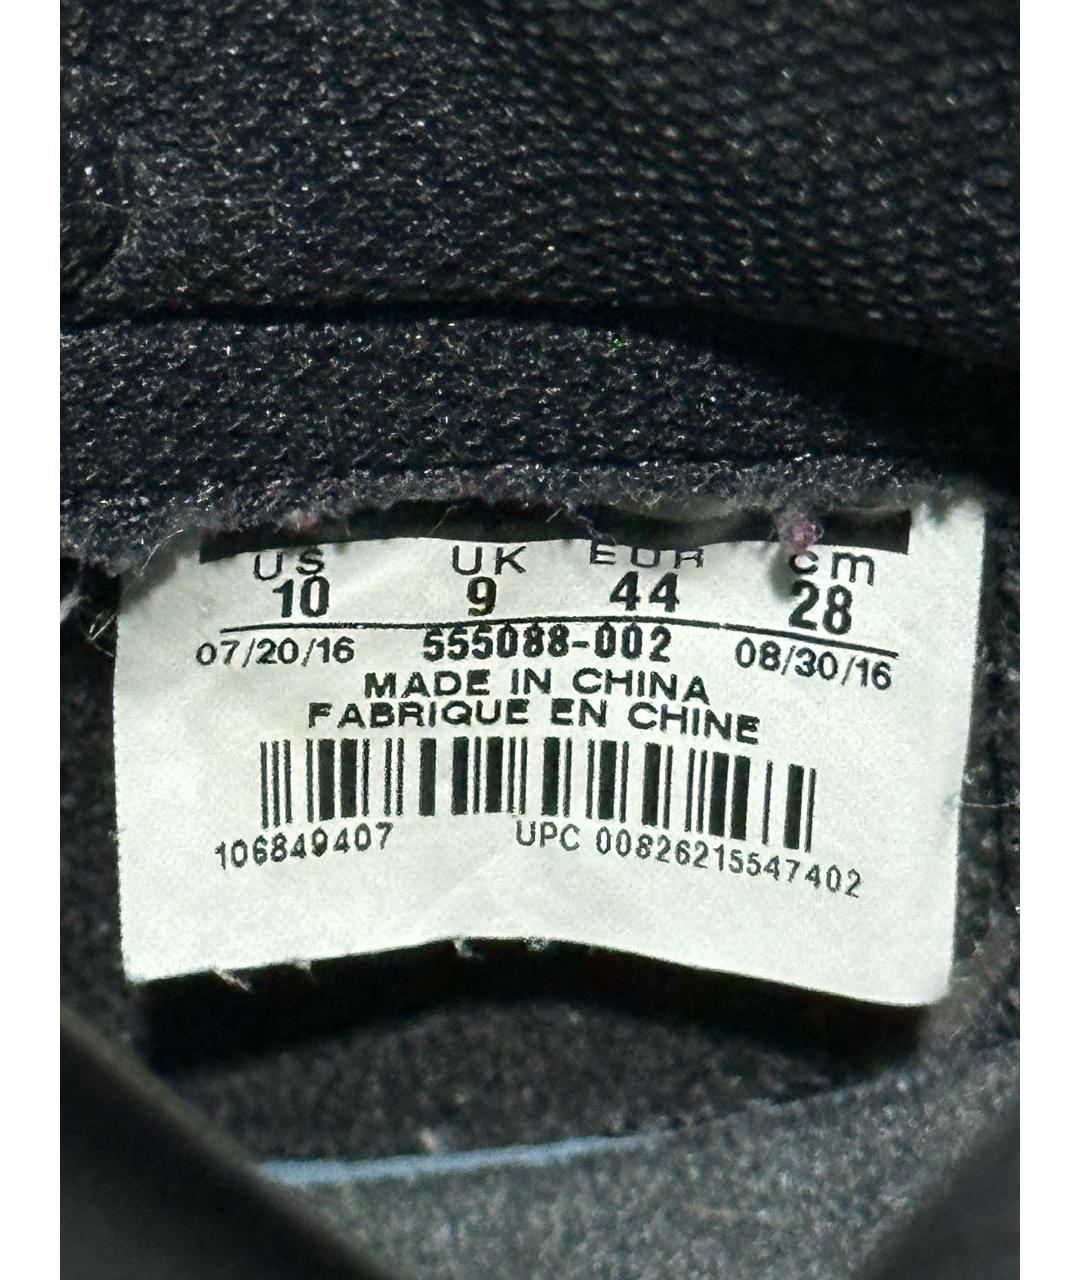 US UK EUR cm
10 9 44 28
07/20/16 555088-002 08/30/16
MADE IN CHINA
FABRIQUE EN CHINE
106849407 UPC 00826215547402